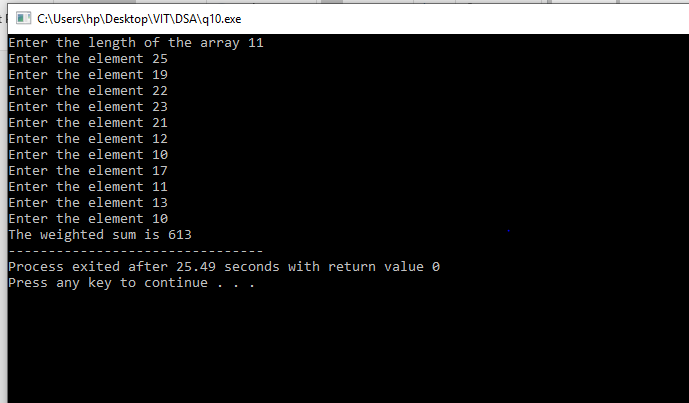 C:\Users\hp\Desktop\VIT\DSA\q10.exe
Enter the length of the array 11
Enter the element 25
Enter the element 19
Enter the element 22
Enter the element 23
Enter the element 21
Enter the element 12
Enter the element 10
Enter the element 17
Enter the element 11
Enter the element 13
Enter the element 10
The weighted sum is 613
--------------------------------
Process exited after 25.49 seconds with return value 0
Press any key to continue . . .